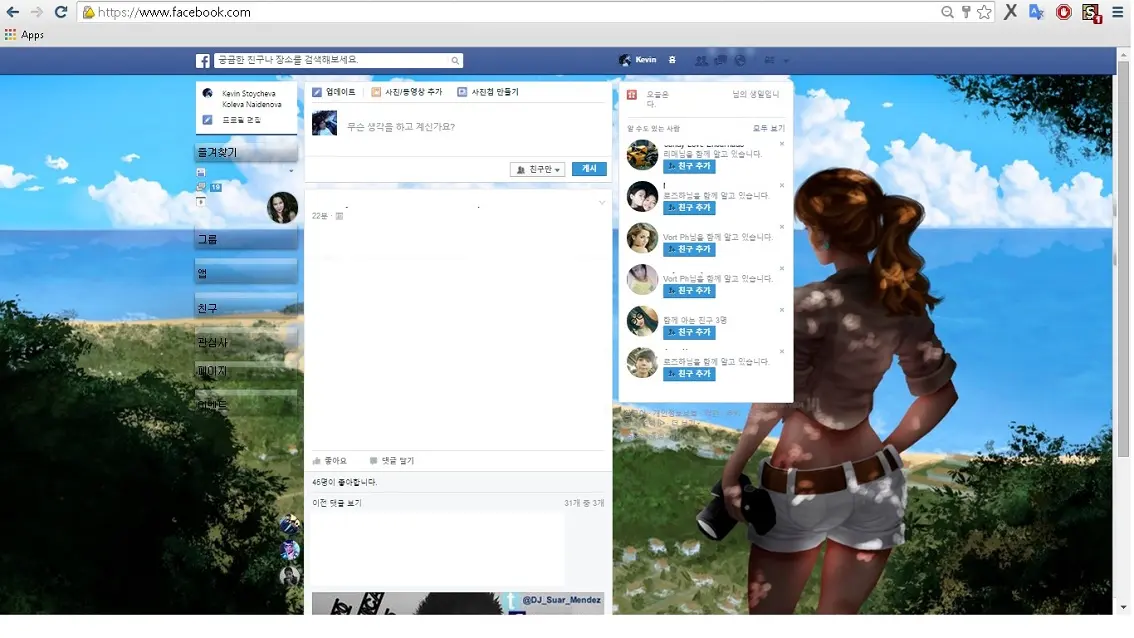 https://www.facebook.com
Apps
궁금한 친구나 장소를 검색해보세요.
Kevin
홈
Kevin Stoycheva
Koleva Naidenova
프로필 편집
즐겨찾기
19
그룹
앱
친구
관심사
페이지
이벤트
업데이트
사진/동영상 추가
사진첩 만들기
무슨 생각을 하고 계신가요?
친구만
게시
22분
좋아요
댓글 달기
46명이 좋아합니다.
이전 댓글 보기
31개 중 3개
@DJ_Suar_Mendez
오늘은 님의 생일입니
다.
알 수도 있는 사람
모두 보기
리마님을 함께 알고 있습니다.
친구 추가
로즈하님을 함께 알고 있습니다.
친구 추가
Vort Ph님을 함께 알고 있습니다.
친구 추가
Vort Ph님을 함께 알고 있습니다.
친구 추가
함께 아는 친구 3명
친구 추가
로즈하님을 함께 알고 있습니다.
친구 추가